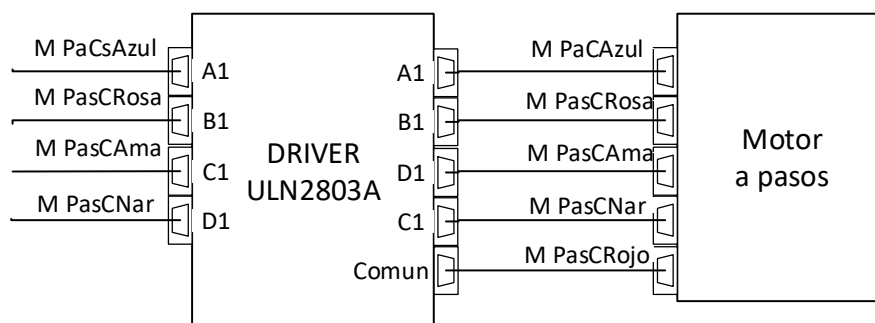 M PaCsAzul
M PasCRosa
M PasCAma
M PasCNar
A1
B1
C1
D1
DRIVER
ULN2803A
A1
B1
D1
C1
Comun
M PaCAzul
M PasCRosa
M PasCAma
M PasCNar
M PasCRojo
Motor
a pasos